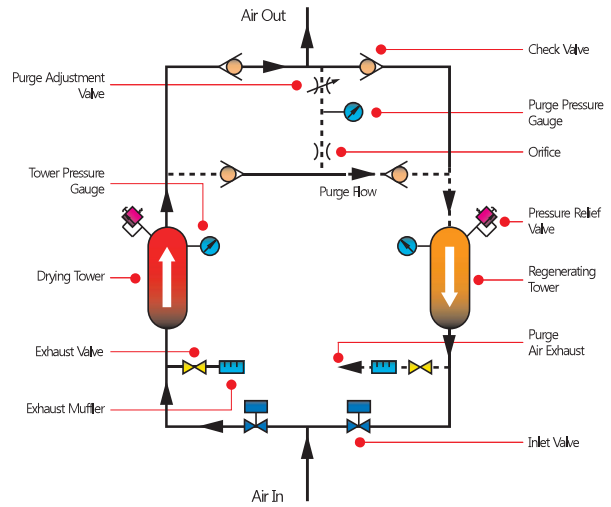 Air Out
Check Valve
Purge Adjustment
Valve
Purge Pressure
Gauge
Orifice
Tower Pressure
Gauge
Purge Flow
Pressure Relief
Valve
Drying Tower
Regenerating
Tower
Exhaust Valve
Purge
Air Exhaust
Exhaust Muffler
Inlet Valve
Air In